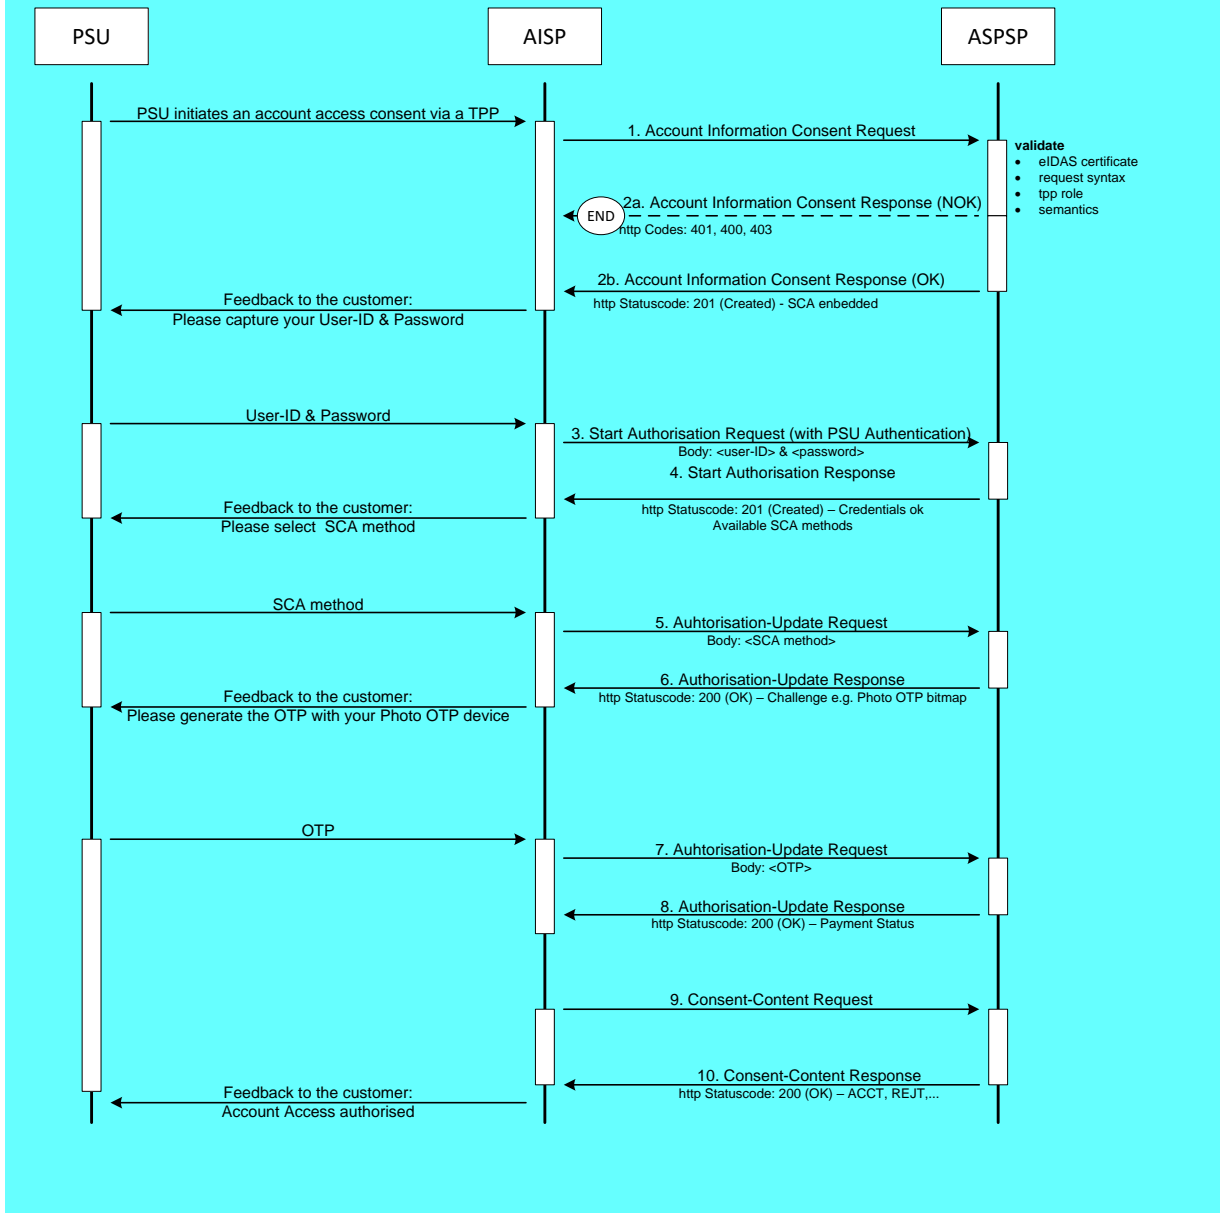 PSU
AISP
ASPSP
PSU initiates an account access consent via a TPP
1. Account Information Consent Request
validate
• eIDAS certificate
• request syntax
• tpp role
• semantics
2a. Account Information Consent Response (NOK)
END
http Codes: 401, 400, 403
2b. Account Information Consent Response (OK)
http Statuscode: 201 (Created) - SCA enbedded
Feedback to the customer:
Please capture your User-ID & Password
User-ID & Password
3. Start Authorisation Request (with PSU Authentication)
Body: <user-ID> & <password>
4. Start Authorisation Response
http Statuscode: 201 (Created) – Credentials ok
Available SCA methods
Feedback to the customer:
Please select SCA method
SCA method
5. Auhtorisation-Update Request
Body: <SCA method>
6. Authorisation-Update Response
http Statuscode: 200 (OK) – Challenge e.g. Photo OTP bitmap
Feedback to the customer:
Please generate the OTP with your Photo OTP device
OTP
7. Auhtorisation-Update Request
Body: <OTP>
8. Authorisation-Update Response
http Statuscode: 200 (OK) – Payment Status
9. Consent-Content Request
10. Consent-Content Response
http Statuscode: 200 (OK) – ACCT, REJT,...
Feedback to the customer:
Account Access authorised